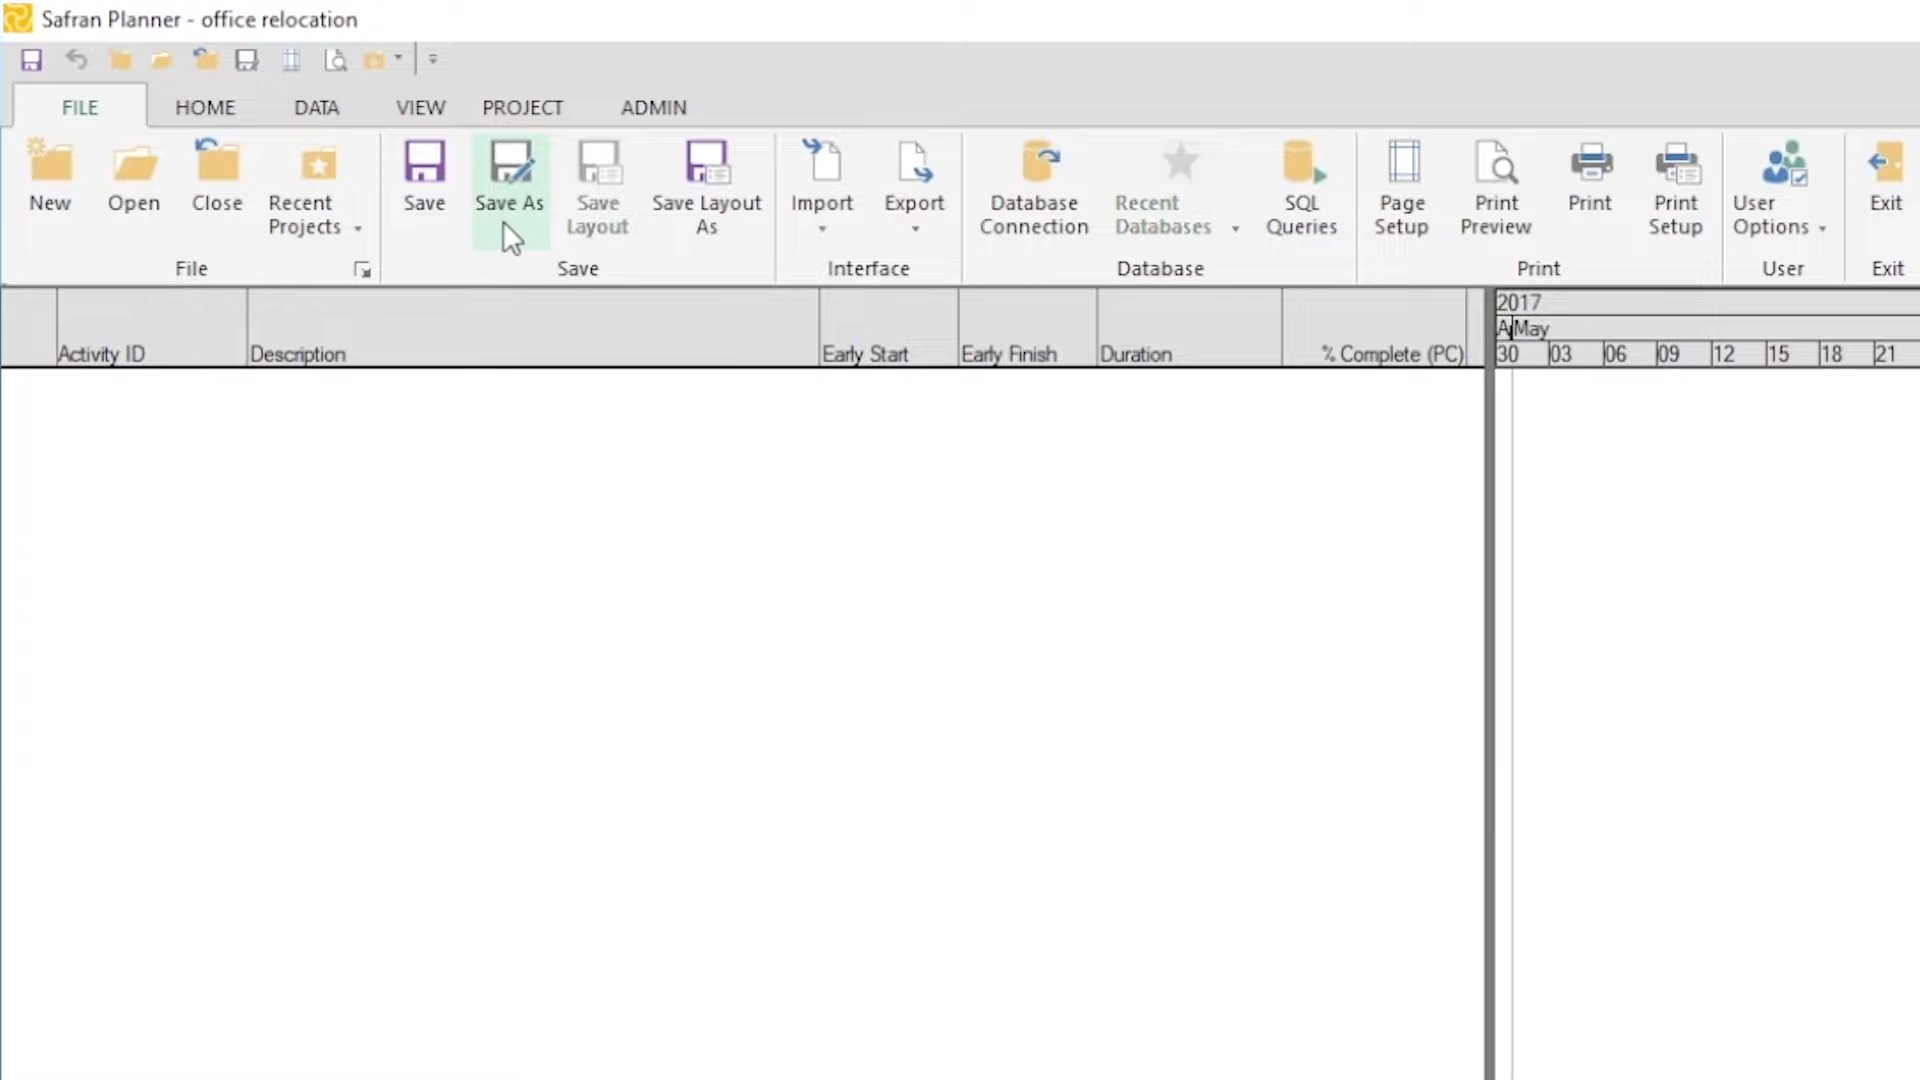 Safran Planner - office relocation
FILE HOME DATA VIEW PROJECT ADMIN
New Open Close Recent Projects Save Save As Save Layout Save Layout As Import Export Database Connection Recent Databases SQL Queries Page Setup Print Preview Print Print Setup User Options Exit
File Save Interface Database Print User Exit
2017
May
Activity ID Description Early Start Early Finish Duration % Complete (PC) 30 03 06 09 12 15 18 21